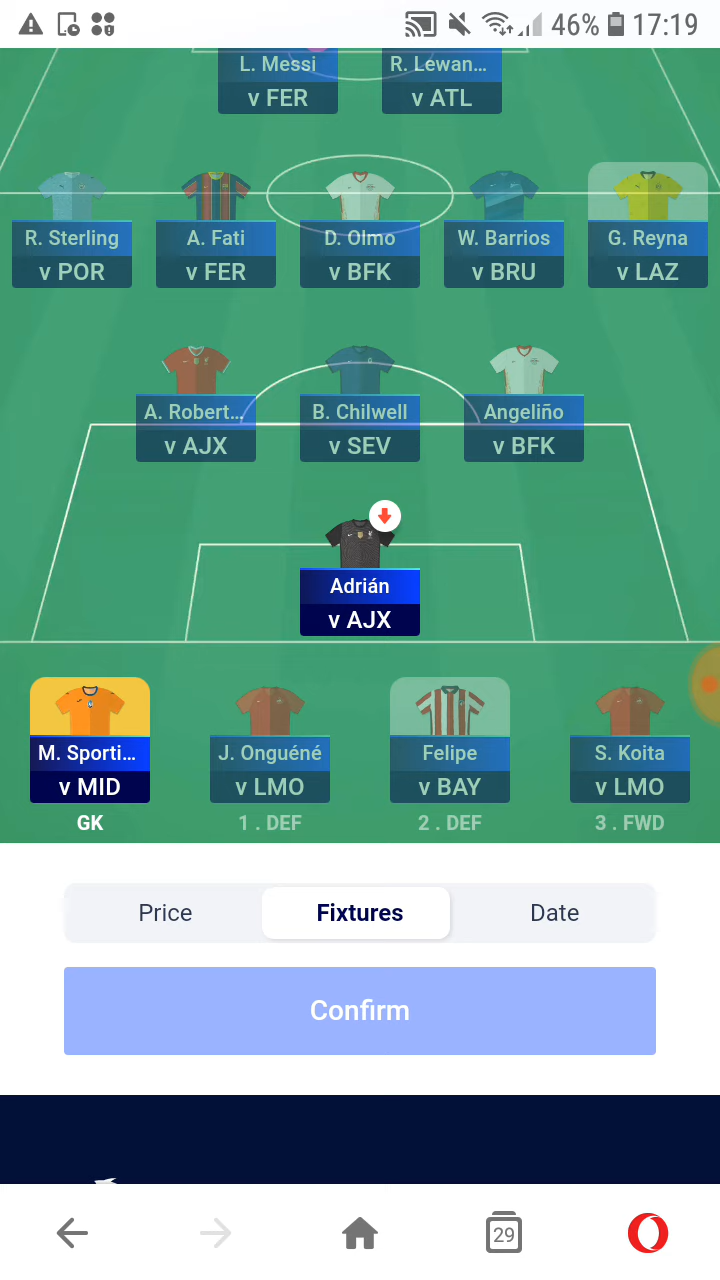 46% 17:19
L. Messi R. Lewan...
v FER v ATL
R. Sterling A. Fati D. Olmo W. Barrios G. Reyna
v POR v FER v BFK v BRU v LAZ
A. Robert... B. Chilwell Angeliño
v AJX v SEV v BFK
Adrián
v AJX
M. Sporti... J. Onguéné Felipe S. Koita
v MID v LMO v BAY v LMO
GK 1 . DEF 2 . DEF 3 . FWD
Price Fixtures Date
Confirm
29